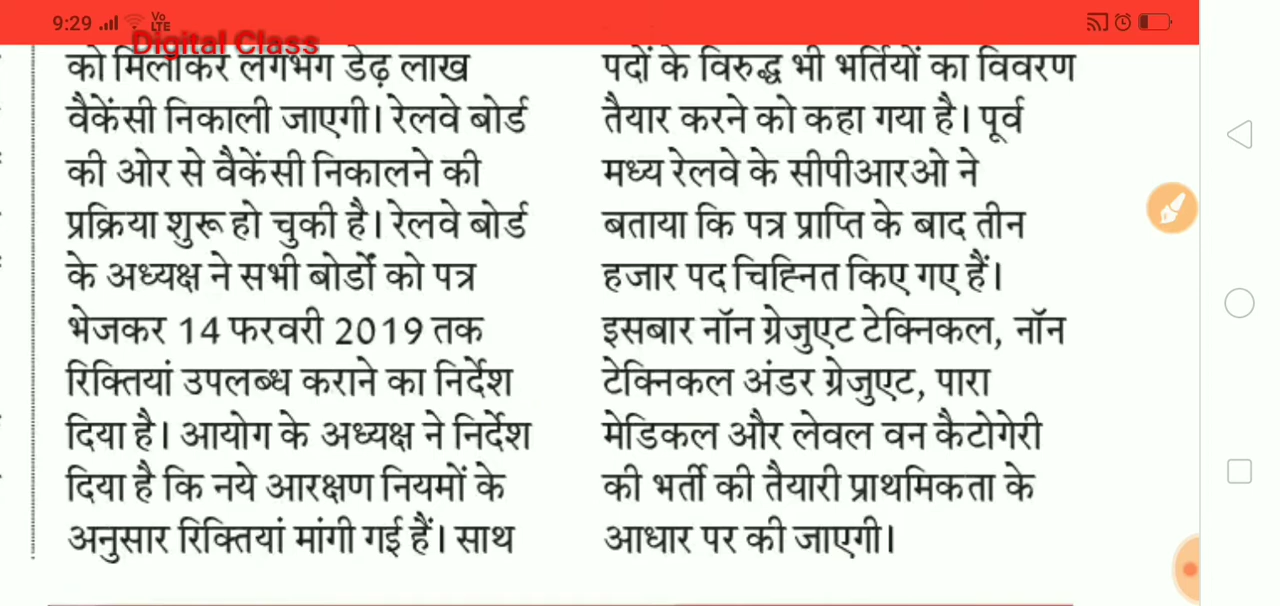 9:29
Vo
LTE
Digital Class
को मिलाकर लगभग डेढ़ लाख
वैकेंसी निकाली जाएगी। रेलवे बोर्ड
की ओर से वैकेंसी निकालने की
प्रक्रिया शुरू हो चुकी है। रेलवे बोर्ड
के अध्यक्ष ने सभी बोर्डों को पत्र
भेजकर 14 फरवरी 2019 तक
रिक्तियां उपलब्ध कराने का निर्देश
दिया है। आयोग के अध्यक्ष ने निर्देश
दिया है कि नये आरक्षण नियमों के
अनुसार रिक्तियां मांगी गई हैं। साथ
पदों के विरुद्ध भी भर्तियों का विवरण
तैयार करने को कहा गया है। पूर्व
मध्य रेलवे के सीपीआरओ ने
बताया कि पत्र प्राप्ति के बाद तीन
हजार पद चिह्नित किए गए हैं।
इसबार नॉन ग्रेजुएट टेक्निकल, नॉन
टेक्निकल अंडर ग्रेजुएट, पारा
मेडिकल और लेवल वन कैटोगेरी
की भर्ती की तैयारी प्राथमिकता के
आधार पर की जाएगी।